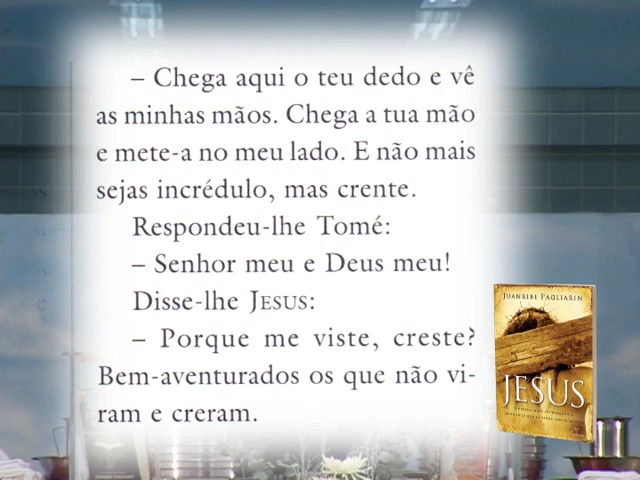 – Chega aqui o teu dedo e vê
as minhas mãos. Chega a tua mão
e mete-a no meu lado. E não mais
sejas incrédulo, mas crente.
Respondeu-lhe Tomé:
– Senhor meu e Deus meu!
Disse-lhe JESUS:
– Porque me viste, creste?
Bem-aventurados os que não vi-
ram e creram.
JUANRIBE PAGLIARIN
JESUS